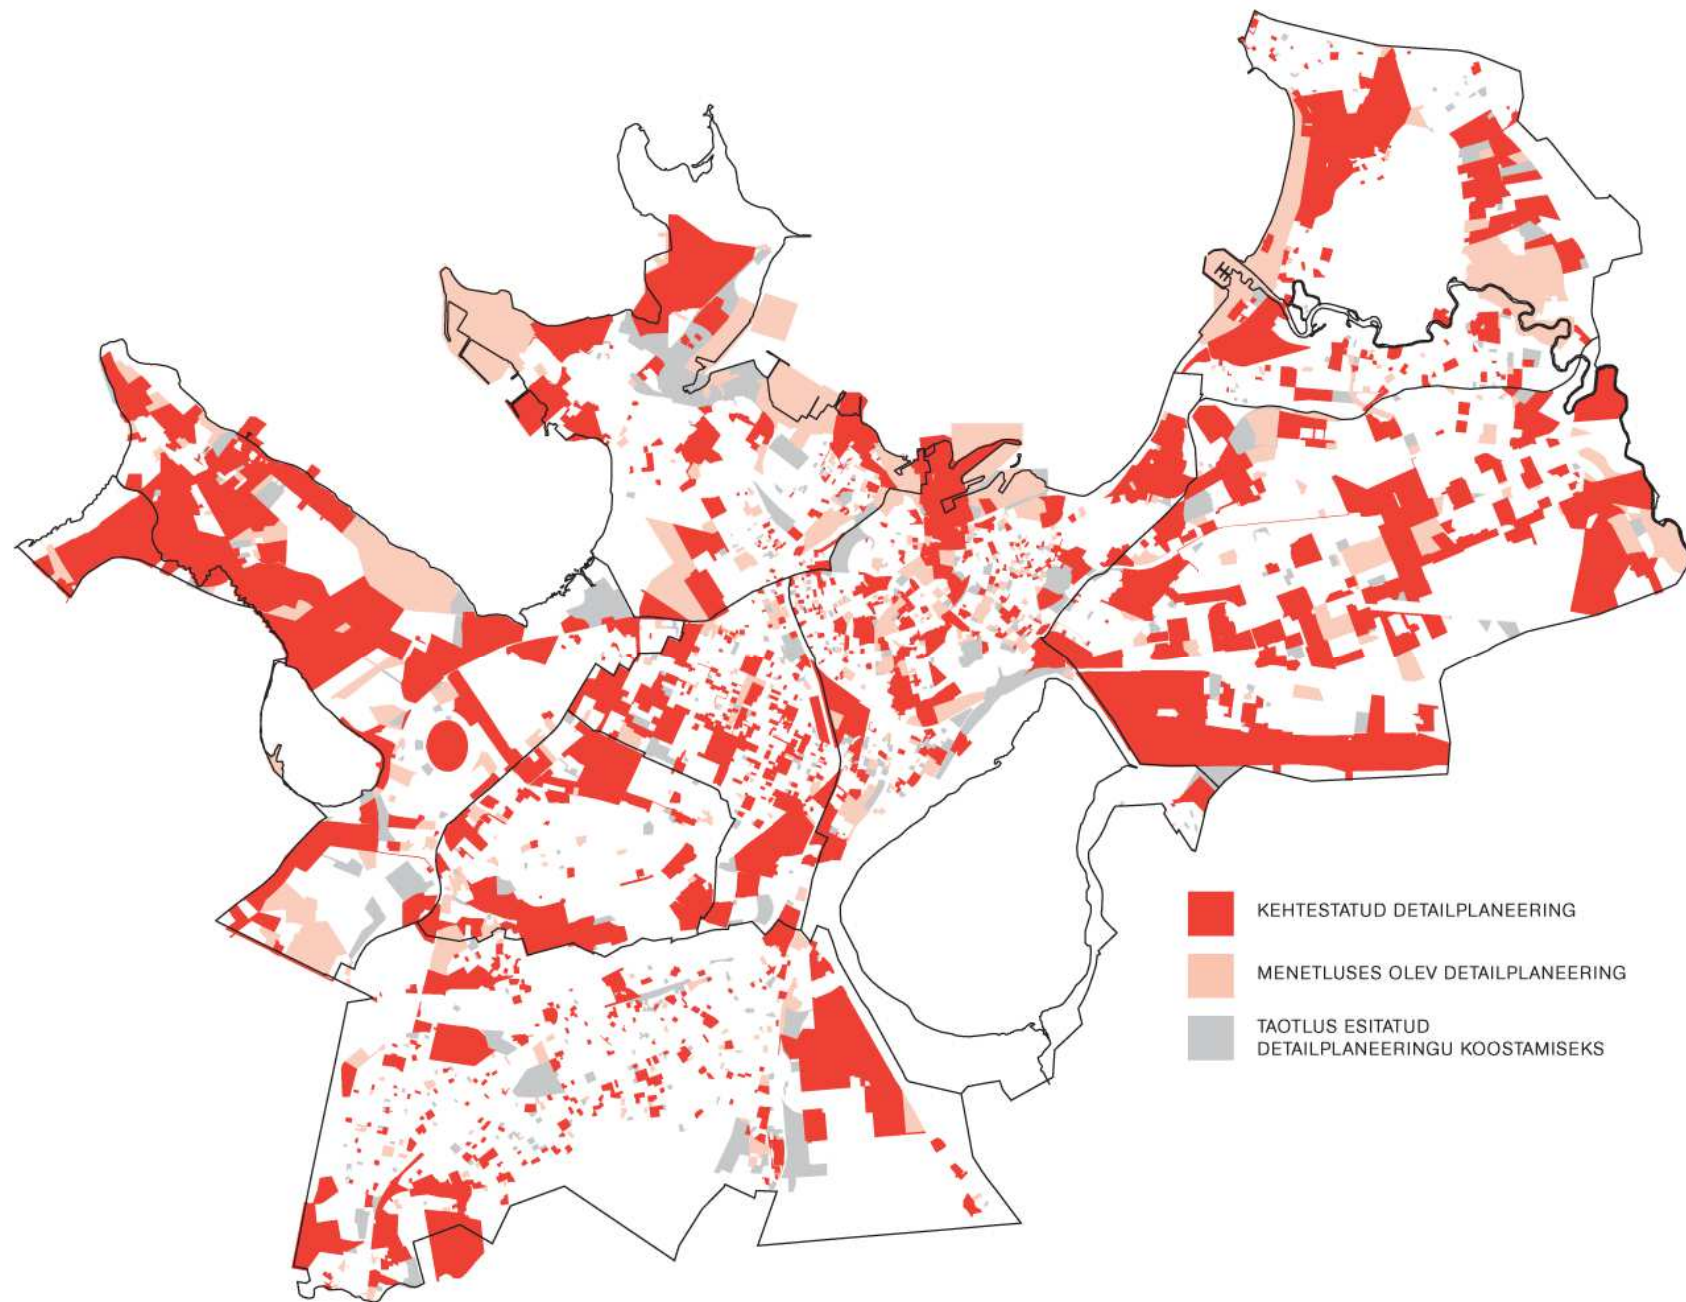 KEHTESTATUD DETAILPLANEERING
MENETLUSES OLEV DETAILPLANEERING
TAOTLUS ESITATUD
DETAILPLANEERINGU KOOSTAMISEKS